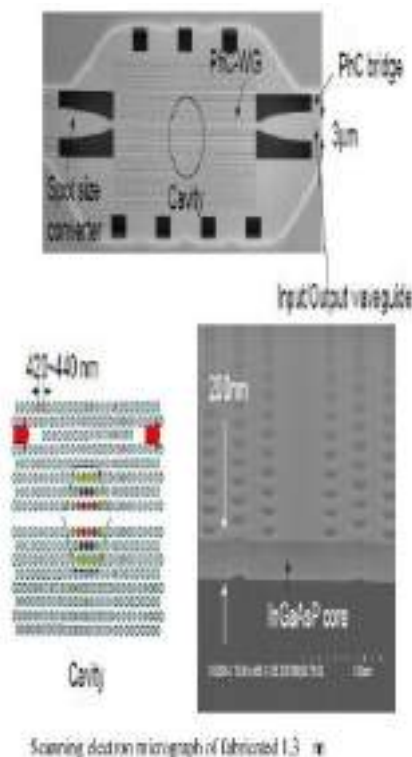 PhC-WG
PhC bridge
3μm
Spot size
converter
Cavity
Input/Output waveguide
420~440 nm
200nm
InGaAsP core
Cavity
Scanning electron micrograph of fabricated 1.3 m